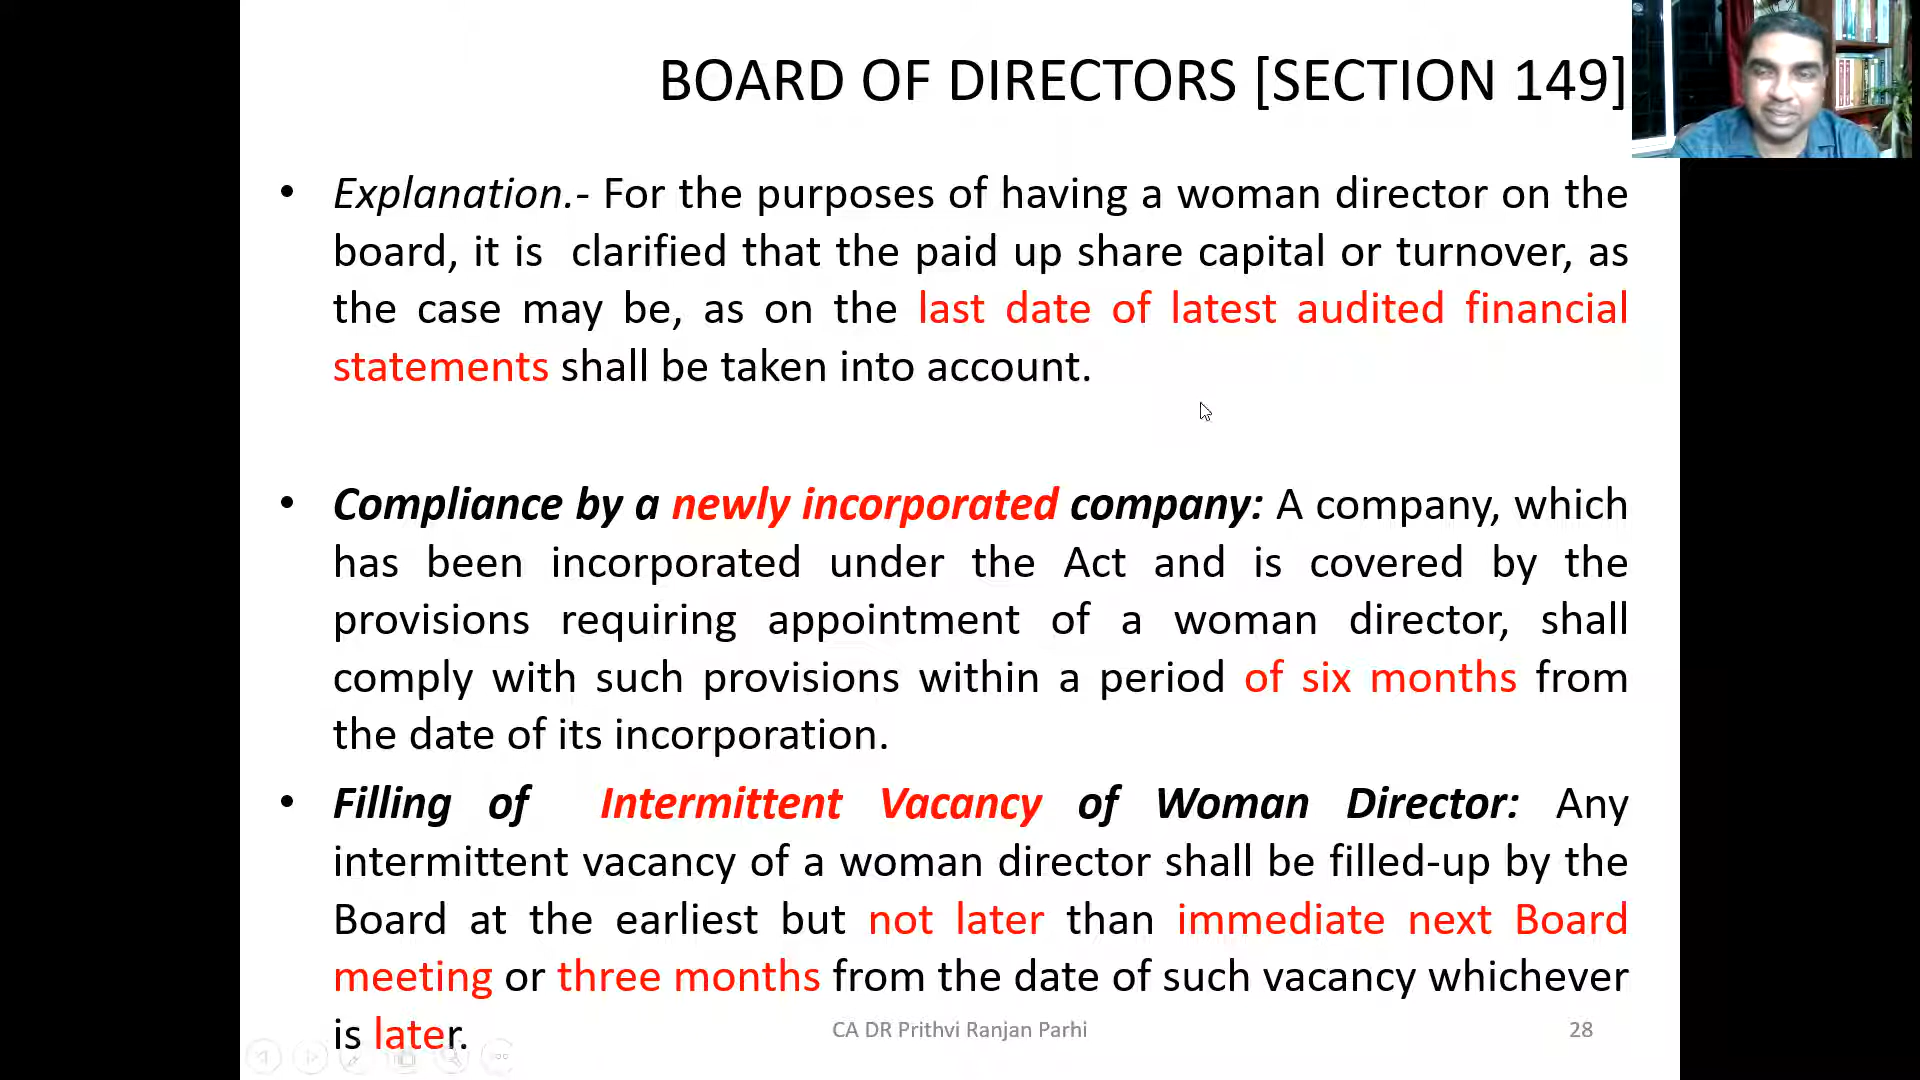 BOARD OF DIRECTORS [SECTION 149]
• Explanation.- For the purposes of having a woman director on the
board, it is clarified that the paid up share capital or turnover, as
the case may be, as on the last date of latest audited financial
statements shall be taken into account.
• Compliance by a newly incorporated company: A company, which
has been incorporated under the Act and is covered by the
provisions requiring appointment of a woman director, shall
comply with such provisions within a period of six months from
the date of its incorporation.
• Filling of Intermittent Vacancy of Woman Director: Any
intermittent vacancy of a woman director shall be filled-up by the
Board at the earliest but not later than immediate next Board
meeting or three months from the date of such vacancy whichever
is later.
CA DR Prithvi Ranjan Parhi
28